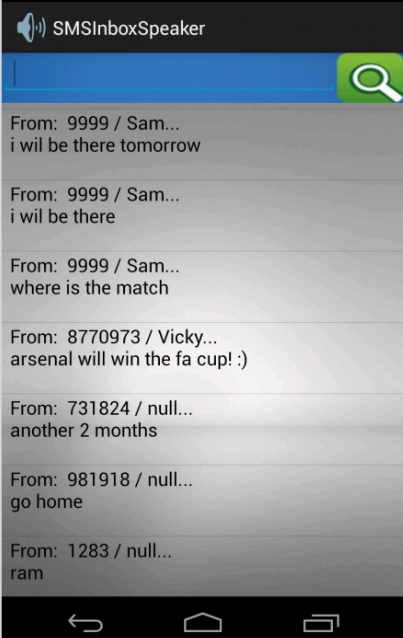 SMSInboxSpeaker
From: 9999 / Sam...
i wil be there tomorrow
From: 9999 / Sam...
i wil be there
From: 9999 / Sam...
where is the match
From: 8770973 / Vicky...
arsenal will win the fa cup! :)
From: 731824 / null...
another 2 months
From: 981918 / null...
go home
From: 1283 / null...
ram